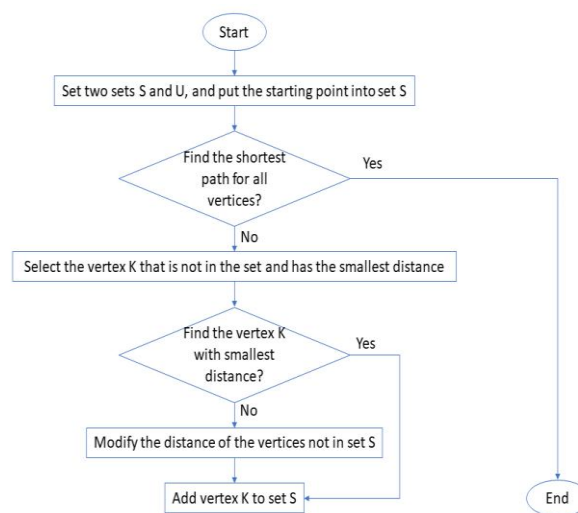 Start
Set two sets S and U, and put the starting point into set S
Find the shortest
path for all
vertices?
Yes
No
Select the vertex K that is not in the set and has the smallest distance
Find the vertex K
with smallest
distance?
Yes
No
Modify the distance of the vertices not in set S
Add vertex K to set S
End